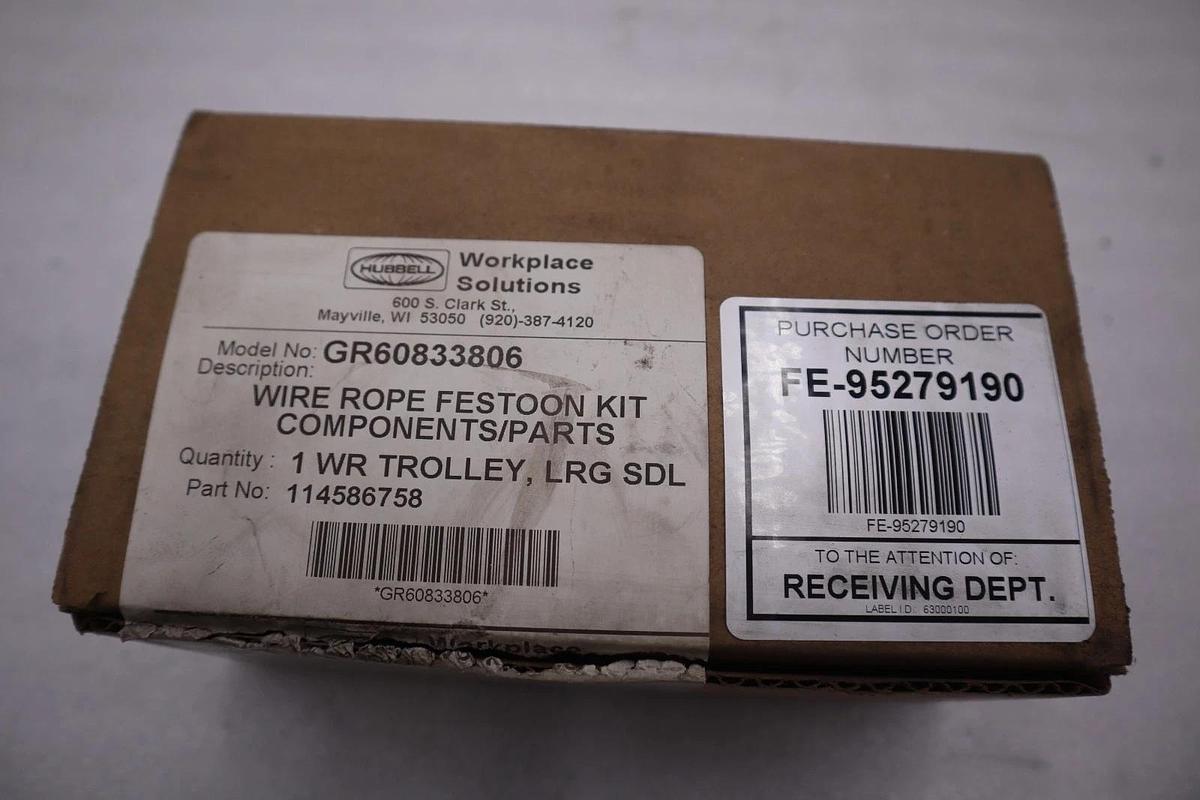 HUBBELL
Workplace
Solutions
600 S. Clark St.,
Mayville, WI 53050 (920)-387-4120
Model No: GR60833806
Description:
WIRE ROPE FESTOON KIT
COMPONENTS/PARTS
Quantity : 1 WR TROLLEY, LRG SDL
Part No: 114586758
*GR60833806*
Workplace
PURCHASE ORDER
NUMBER
FE-95279190
FE-95279190
TO THE ATTENTION OF:
RECEIVING DEPT.
LABEL I.D.: 63000100